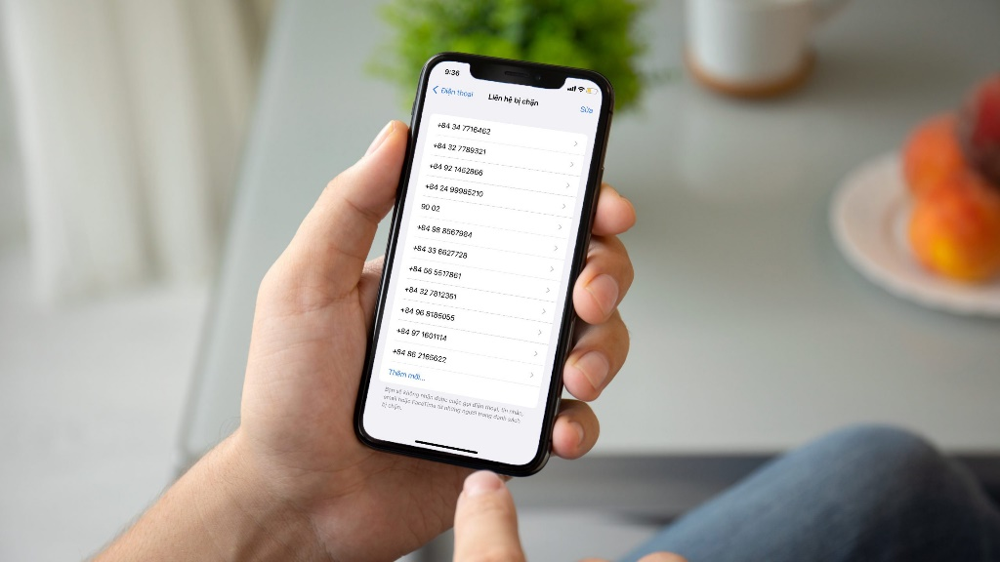 9:36
Điện thoại
Liên hệ bị chặn
Sửa
+84 34 7716462
+84 32 7789321
+84 92 1462866
+84 24 99985210
90 02
+84 98 8567984
+84 33 6627728
+84 56 5517861
+84 32 7812351
+84 96 8185055
+84 97 1601114
+84 86 2165622
Thêm mới...
Bạn sẽ không nhận được cuộc gọi điện thoại, tin nhắn,
email hoặc FaceTime từ những người trong danh sách
bị chặn.